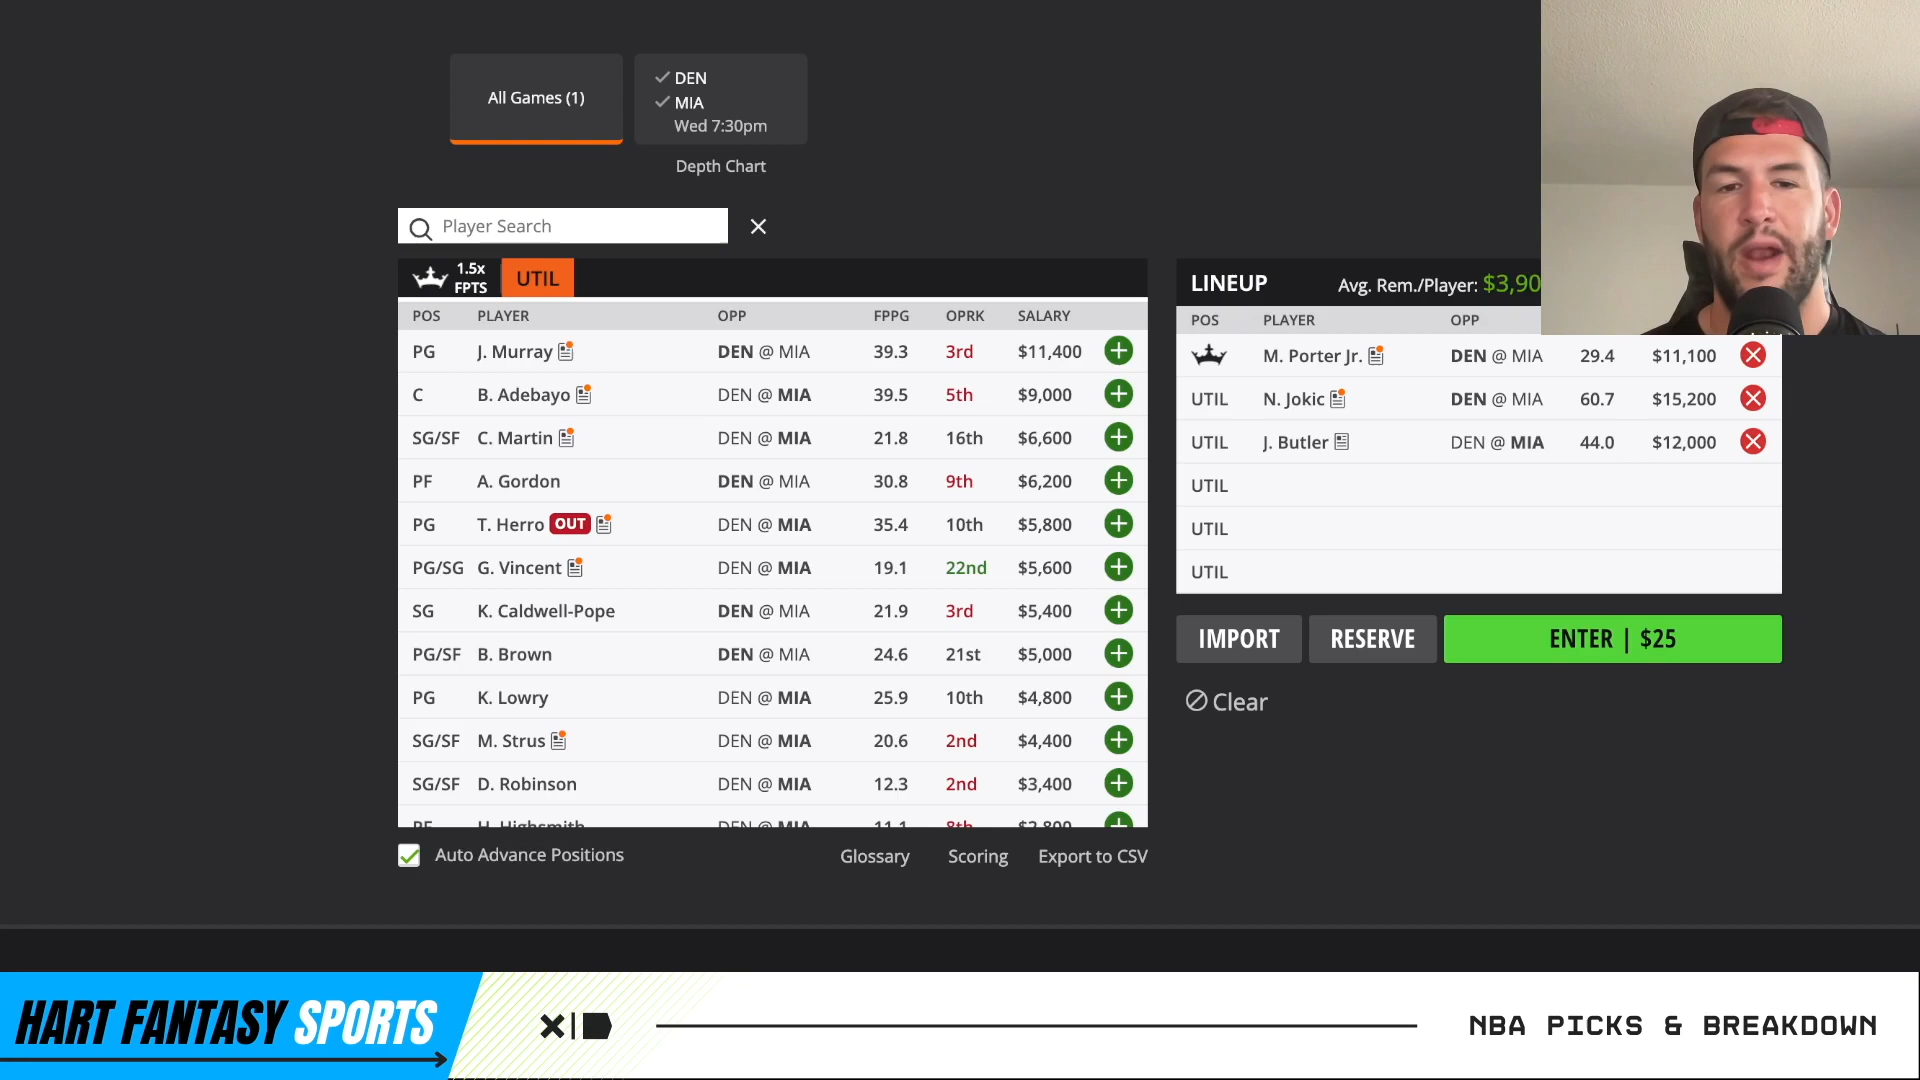 All Games (1)
DEN
MIA
Wed 7:30pm
Depth Chart
Player Search
1.5x
FPTS
UTIL
POS PLAYER OPP FPPG OPRK SALARY
PG J. Murray DEN @ MIA 39.3 3rd $11,400
C B. Adebayo DEN @ MIA 39.5 5th $9,000
SG/SF C. Martin DEN @ MIA 21.8 16th $6,600
PF A. Gordon DEN @ MIA 30.8 9th $6,200
PG T. Herro OUT DEN @ MIA 35.4 10th $5,800
PG/SG G. Vincent DEN @ MIA 19.1 22nd $5,600
SG K. Caldwell-Pope DEN @ MIA 21.9 3rd $5,400
PG/SF B. Brown DEN @ MIA 24.6 21st $5,000
PG K. Lowry DEN @ MIA 25.9 10th $4,800
SG/SF M. Strus DEN @ MIA 20.6 2nd $4,400
SG/SF D. Robinson DEN @ MIA 12.3 2nd $3,400
PF H. Highsmith DEN @ MIA 11.1 8th $2,800
Auto Advance Positions
Glossary Scoring Export to CSV
LINEUP Avg. Rem./Player: $3,90
POS PLAYER OPP
M. Porter Jr. DEN @ MIA 29.4 $11,100
UTIL N. Jokic DEN @ MIA 60.7 $15,200
UTIL J. Butler DEN @ MIA 44.0 $12,000
UTIL
UTIL
UTIL
IMPORT RESERVE ENTER | $25
Clear
HART FANTASY SPORTS
NBA PICKS & BREAKDOWN